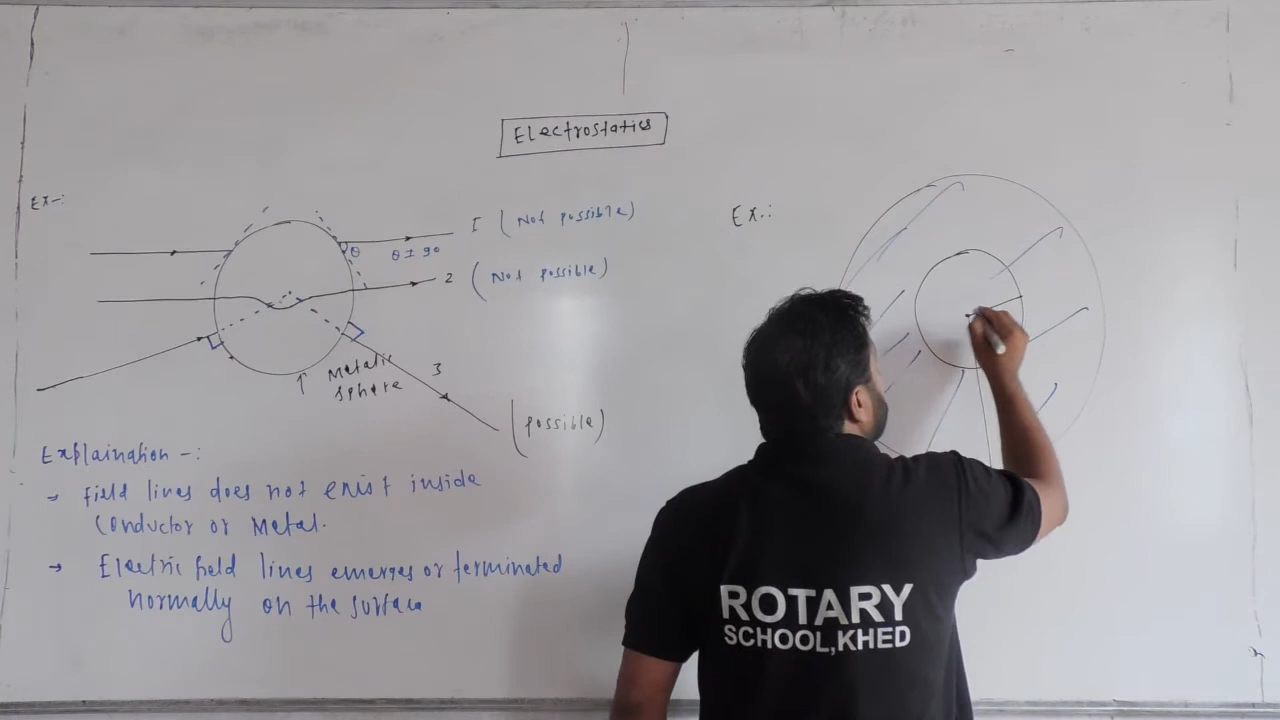 Electrostatics
Ex-:
1 (Not possible)
θ θ ± 90
2 (Not possible)
Metalic
sphere
3
(possible)
Explaination -:
→ Field lines does not exist inside
Conductor or Metal.
→ Electric field lines emerges or terminated
normally on the surface
Ex.:
ROTARY
SCHOOL,KHED